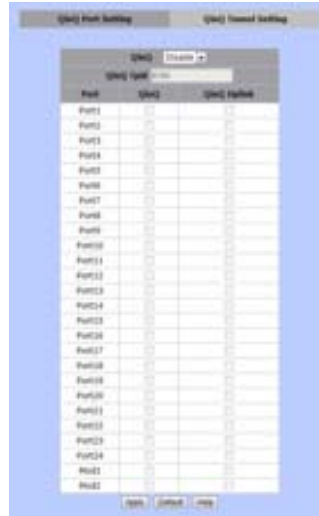 QinQ Port Setting QinQ Tunnel Setting
QinQ Disable
QinQ Tpid
Port QinQ QinQ Uplink
Port1
Port2
Port3
Port4
Port5
Port6
Port7
Port8
Port9
Port10
Port11
Port12
Port13
Port14
Port15
Port16
Port17
Port18
Port19
Port20
Port21
Port22
Port23
Port24
Mod1
Mod2
Apply Default Help